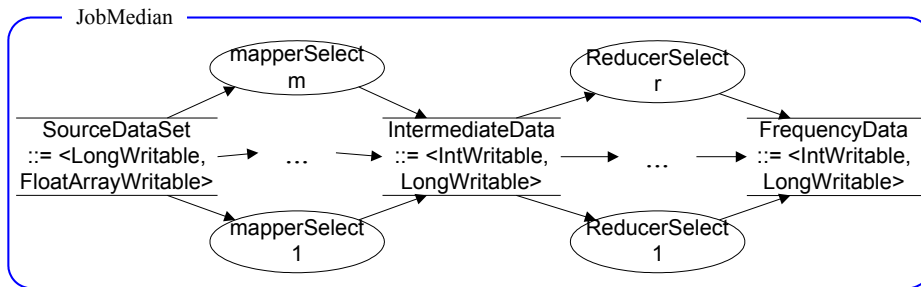 JobMedian
mapperSelect
m
ReducerSelect
r
SourceDataSet
::= <LongWritable,
FloatArrayWritable>
...
IntermediateData
::= <IntWritable,
LongWritable>
...
FrequencyData
::= <IntWritable,
LongWritable>
mapperSelect
1
ReducerSelect
1